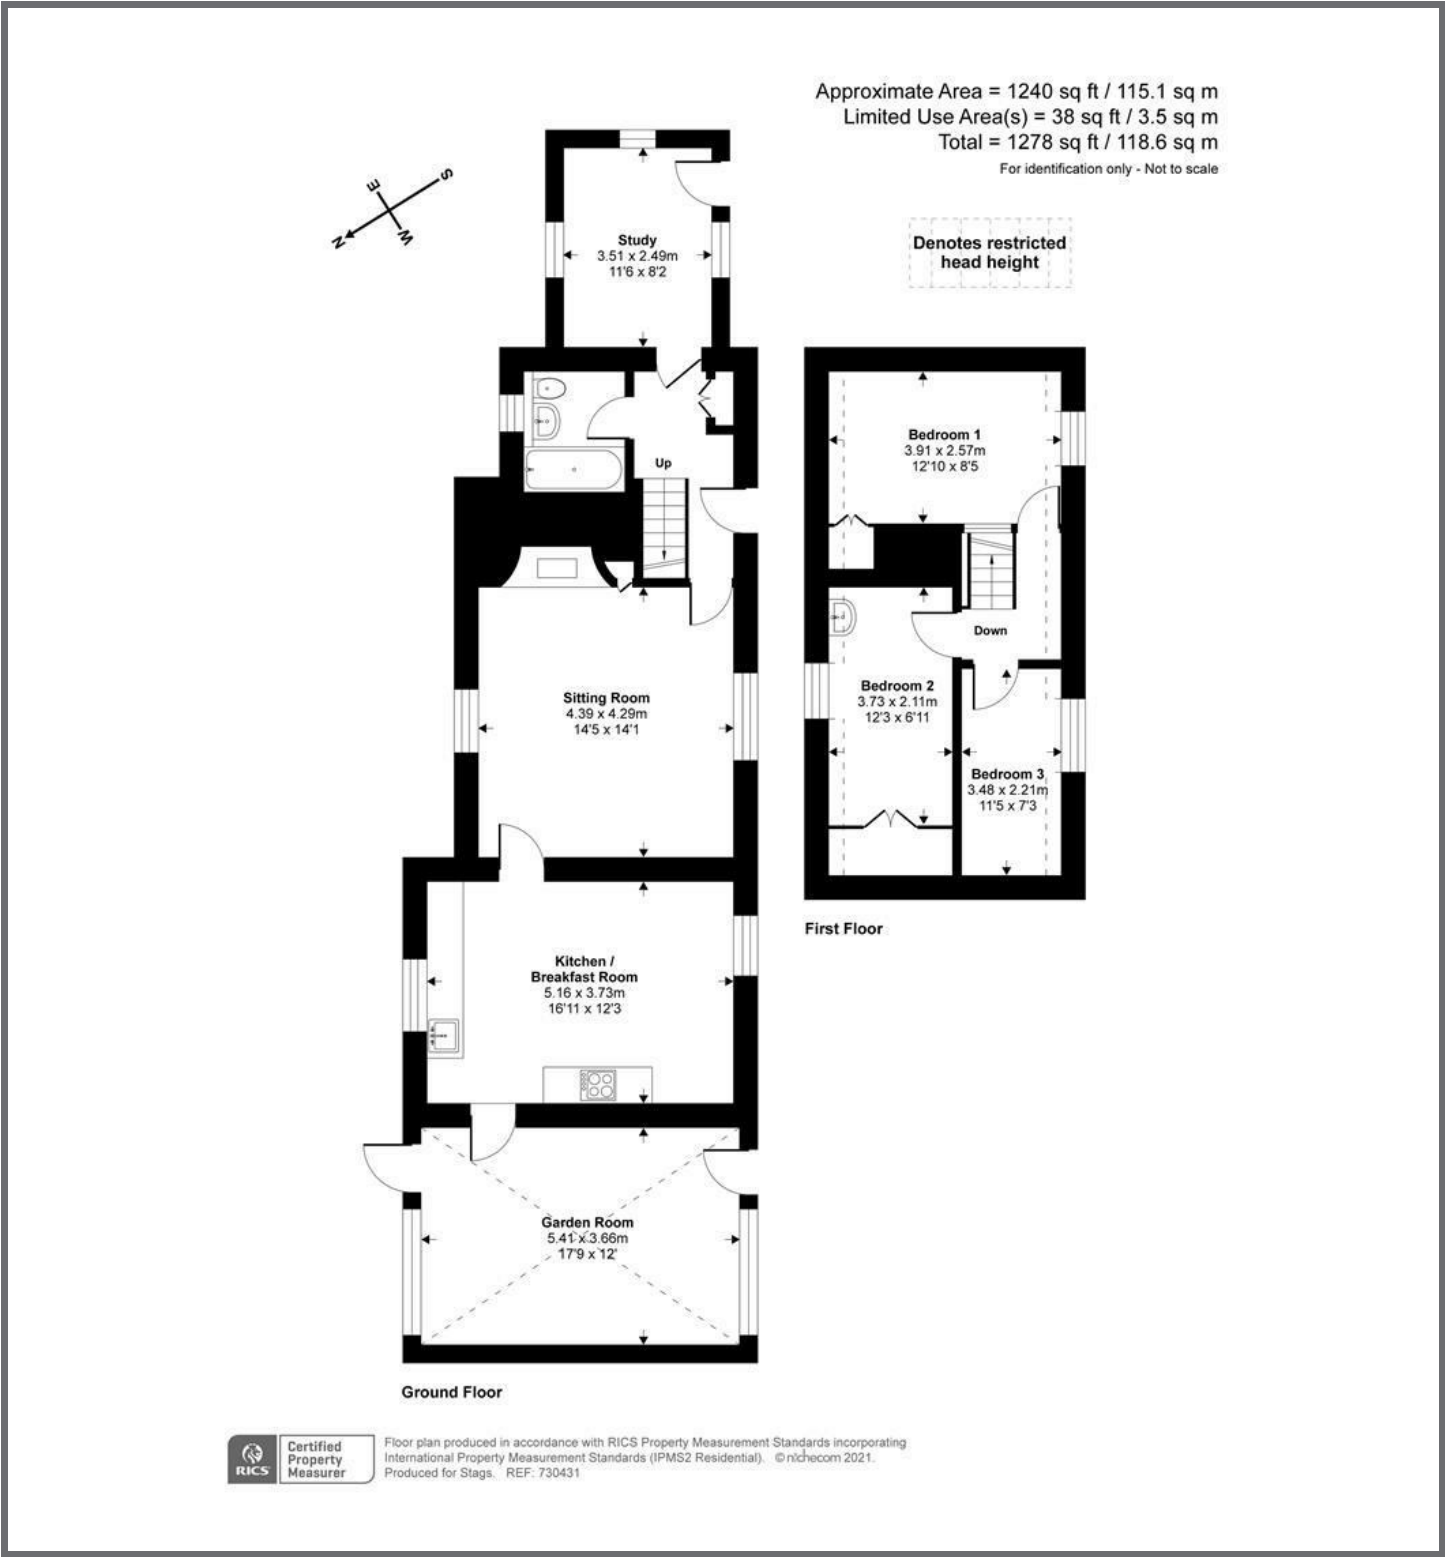 Approximate Area = 1240 sq ft / 115.1 sq m
Limited Use Area(s) = 38 sq ft / 3.5 sq m
Total = 1278 sq ft / 118.6 sq m
For identification only - Not to scale
S
E
W
N
Denotes restricted
head height
Study
3.51 x 2.49m
11'6 x 8'2
Up
Sitting Room
4.39 x 4.29m
14'5 x 14'1
Kitchen /
Breakfast Room
5.16 x 3.73m
16'11 x 12'3
Garden Room
5.41 x 3.66m
17'9 x 12'
Ground Floor
Bedroom 1
3.91 x 2.57m
12'10 x 8'5
Down
Bedroom 2
3.73 x 2.11m
12'3 x 6'11
Bedroom 3
3.48 x 2.21m
11'5 x 7'3
First Floor
RICS
Certified
Property
Measurer
Floor plan produced in accordance with RICS Property Measurement Standards incorporating
International Property Measurement Standards (IPMS2 Residential). © nichecom 2021.
Produced for Stags. REF: 730431